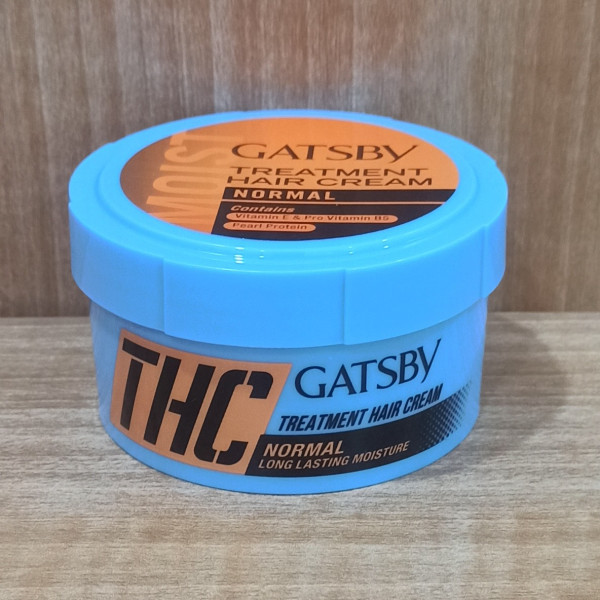 MOIST
GATSBY
TREATMENT
HAIR CREAM
NORMAL
Contains
Vitamin E & Pro Vitamin B5
Pearl Protein
THC
GATSBY
TREATMENT HAIR CREAM
NORMAL
LONG LASTING MOISTURE